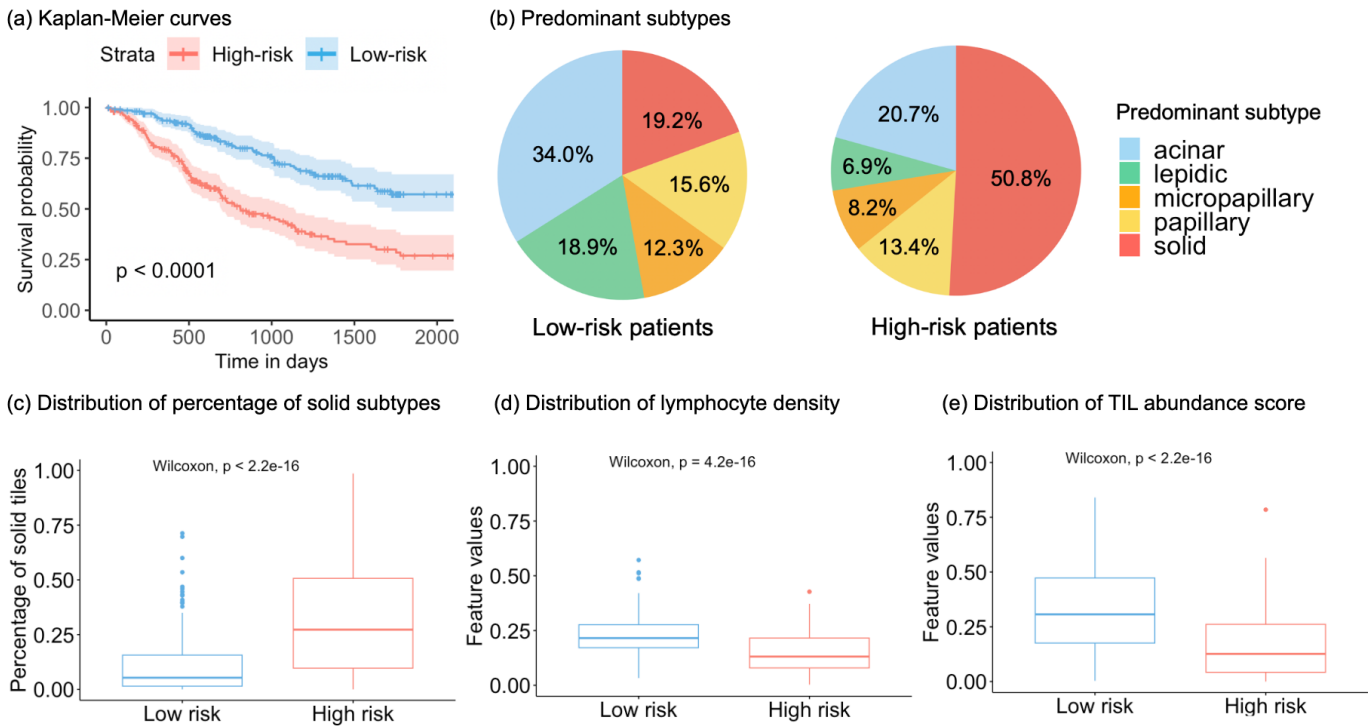 (a) Kaplan-Meier curves
Strata High-risk Low-risk
Survival probability
1.00
0.75
0.50
0.25
0.00
p < 0.0001
0 500 1000 1500 2000
Time in days
(b) Predominant subtypes
34.0%
19.2%
15.6%
12.3%
18.9%
Low-risk patients
20.7%
6.9%
8.2%
13.4%
50.8%
High-risk patients
Predominant subtype
acinar
lepidic
micropapillary
papillary
solid
(c) Distribution of percentage of solid subtypes
Wilcoxon, p < 2.2e-16
Percentage of solid tiles
1.00
0.75
0.50
0.25
0.00
Low risk High risk
(d) Distribution of lymphocyte density
Wilcoxon, p = 4.2e-16
Feature values
1.00
0.75
0.50
0.25
0.00
Low risk High risk
(e) Distribution of TIL abundance score
Wilcoxon, p < 2.2e-16
Feature values
1.00
0.75
0.50
0.25
0.00
Low risk High risk